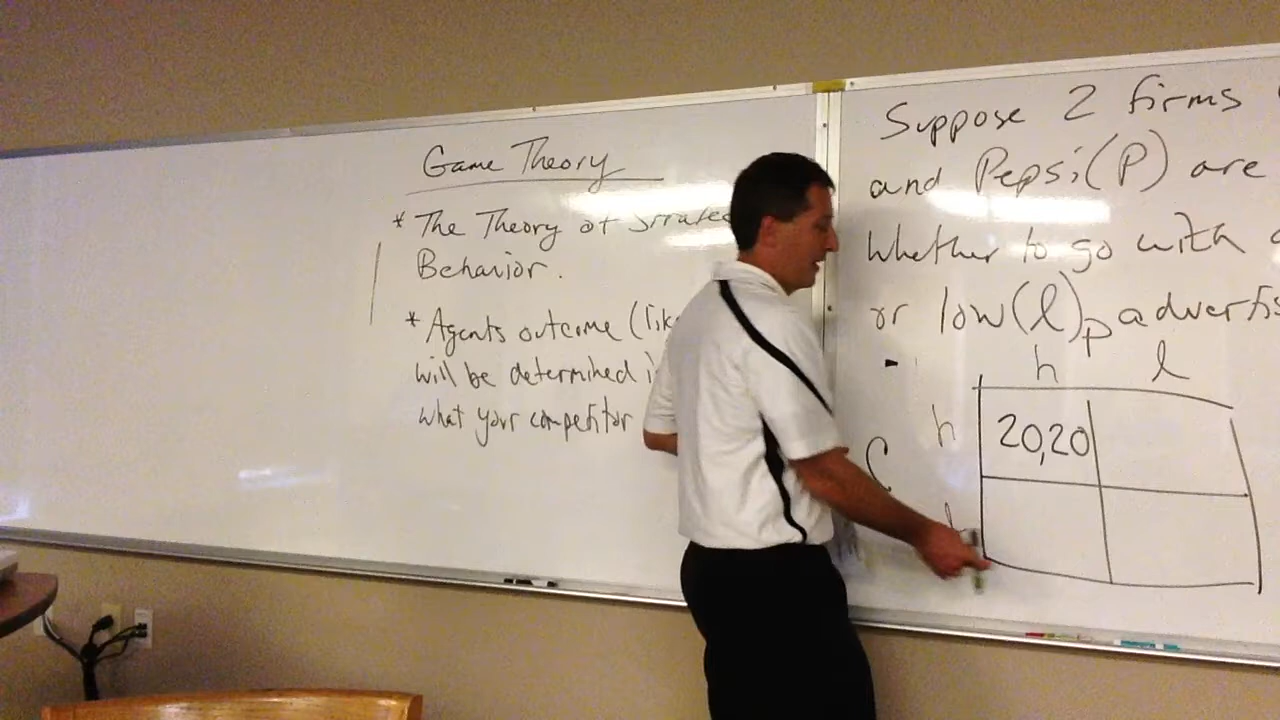 Game Theory
* The Theory of
Behavior.
* Agents outcome (
will be determined
what your competitor
Suppose 2 firms
and Pepsi (P) are
Whether to go with
or low (l)
P
h l
C
h 20,20
l